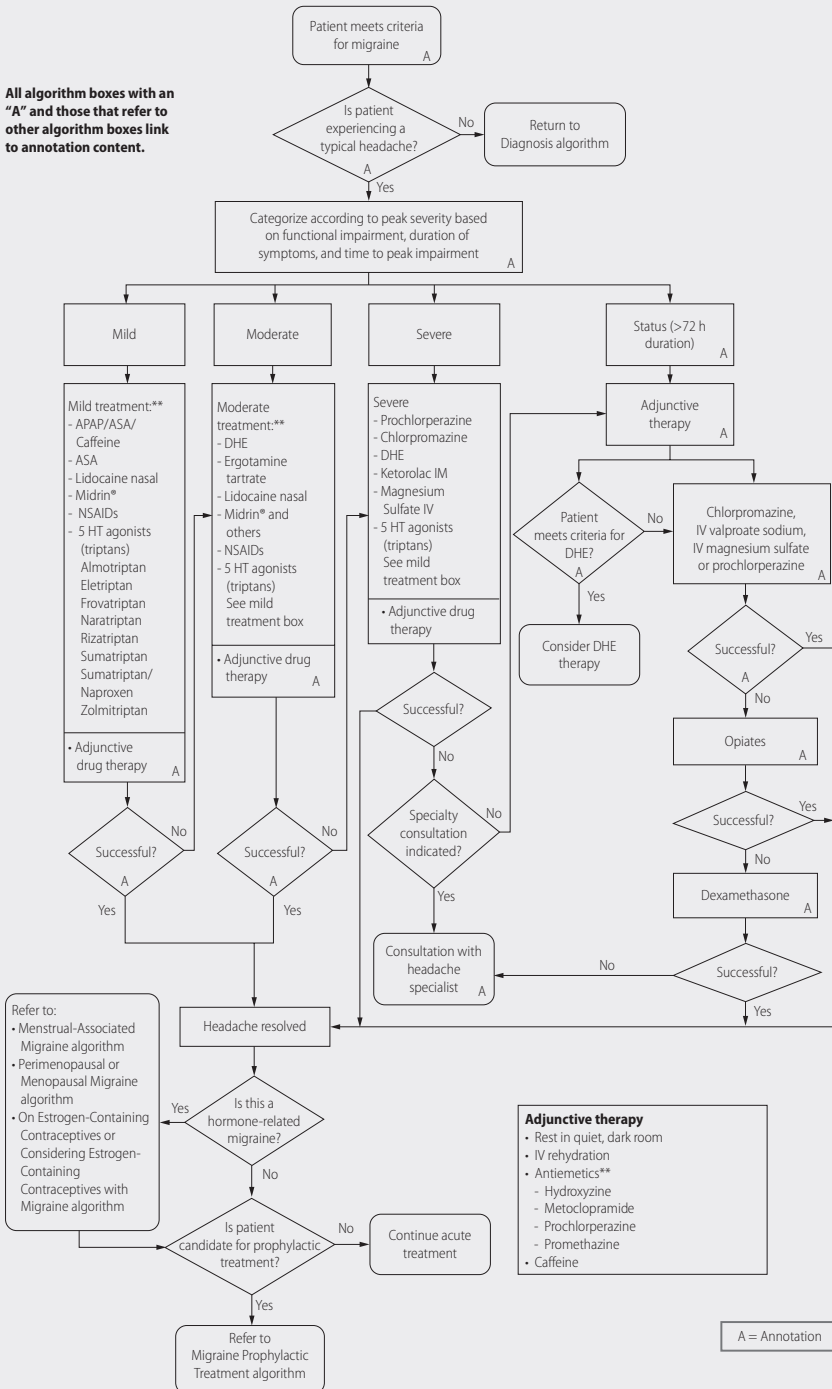 Patient meets criteria
for migraine
A
All algorithm boxes with an
“A” and those that refer to
other algorithm boxes link
to annotation content.
Is patient
experiencing a
typical headache?
A
No
Return to
Diagnosis algorithm
Yes
Categorize according to peak severity based
on functional impairment, duration of
symptoms, and time to peak impairment
A
Mild
Moderate
Severe
Status (>72 h
duration)
A
Mild treatment:**
- APAP/ASA/
Caffeine
- ASA
- Lidocaine nasal
- Midrin®
- NSAIDs
- 5 HT agonists
(triptans)
Almotriptan
Eletriptan
Frovatriptan
Naratriptan
Rizatriptan
Sumatriptan
Sumatriptan/
Naproxen
Zolmitriptan
• Adjunctive
drug therapy
A
Moderate
treatment:**
- DHE
- Ergotamine
tartrate
- Lidocaine nasal
- Midrin® and
others
- NSAIDs
- 5 HT agonists
(triptans)
See mild
treatment box
• Adjunctive drug
therapy
A
Severe
- Prochlorperazine
- Chlorpromazine
- DHE
- Ketorolac IM
- Magnesium
Sulfate IV
- 5 HT agonists
(triptans)
See mild
treatment box
• Adjunctive drug
therapy
Adjunctive
therapy
A
Patient
meets criteria for
DHE?
A
No
Yes
Consider DHE
therapy
Chlorpromazine,
IV valproate sodium,
IV magnesium sulfate
or prochlorperazine
A
Successful?
A
Yes
No
Opiates
A
Successful?
Yes
No
Dexamethasone
A
Successful?
No
Yes
Successful?
No
Specialty
consultation
indicated?
No
Yes
Consultation with
headache
specialist
A
Successful?
A
No
Yes
Successful?
A
No
Yes
Headache resolved
Refer to:
• Menstrual-Associated
Migraine algorithm
• Perimenopausal or
Menopausal Migraine
algorithm
• On Estrogen-Containing
Contraceptives or
Considering Estrogen-
Containing
Contraceptives with
Migraine algorithm
Yes
Is this a
hormone-related
migraine?
No
Is patient
candidate for prophylactic
treatment?
No
Continue acute
treatment
Yes
Refer to
Migraine Prophylactic
Treatment algorithm
Adjunctive therapy
• Rest in quiet, dark room
• IV rehydration
• Antiemetics**
- Hydroxyzine
- Metoclopramide
- Prochlorperazine
- Promethazine
• Caffeine
A = Annotation